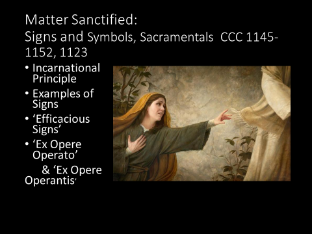 Matter Sanctified:
Signs and Symbols, Sacramentals CCC 1145-
1152, 1123
• Incarnational
Principle
• Examples of
Signs
• ‘Efficacious
Signs’
• ‘Ex Opere
Operato’
& ‘Ex Opere
Operantis’